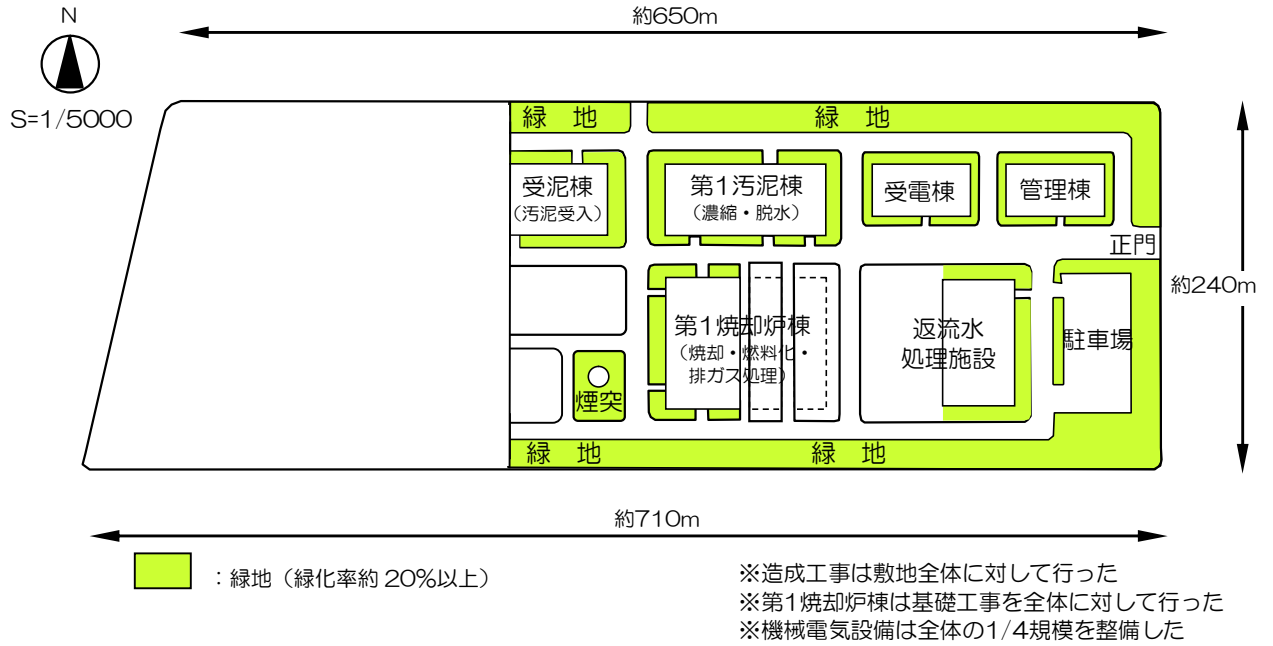 約650m
N
S=1/5000
緑 地
緑 地
受泥棟
（汚泥受入）
第1汚泥棟
（濃縮・脱水）
受電棟
管理棟
正門
約240m
第1焼却炉棟
（焼却・燃料化・
排ガス処理）
返流水
処理施設
駐車場
煙突
緑 地
緑 地
約710m
：緑地（緑化率約 20%以上）
※造成工事は敷地全体に対して行った
※第1焼却炉棟は基礎工事を全体に対して行った
※機械電気設備は全体の1/4規模を整備した